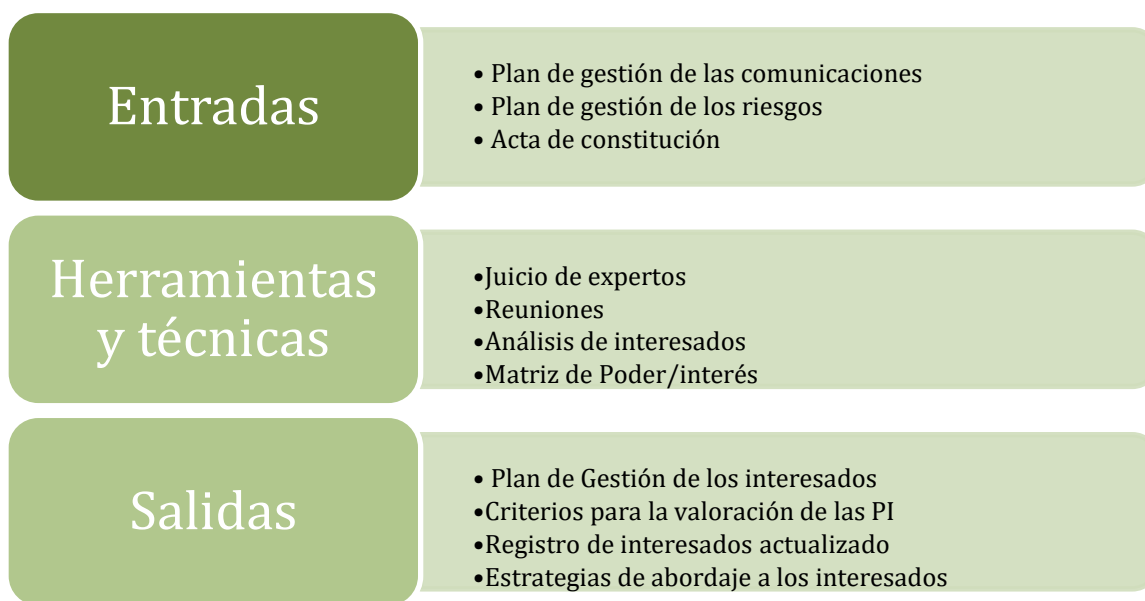 Entradas
• Plan de gestión de las comunicaciones
• Plan de gestión de los riesgos
• Acta de constitución
Herramientas
y técnicas
•Juicio de expertos
•Reuniones
•Análisis de interesados
•Matriz de Poder/interés
Salidas
• Plan de Gestión de los interesados
•Criterios para la valoración de las PI
•Registro de interesados actualizado
•Estrategias de abordaje a los interesados